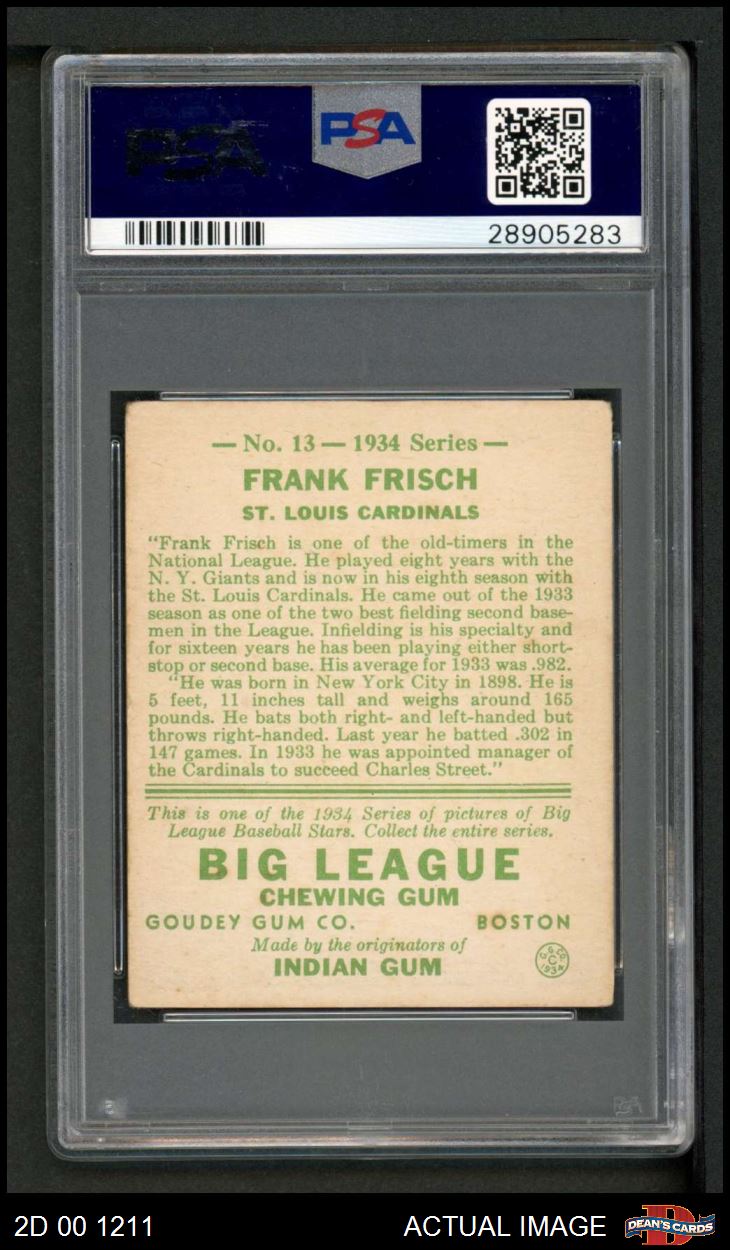 PSA
PSA
28905283
— No. 13 — 1934 Series —
FRANK FRISCH
ST. LOUIS CARDINALS
"Frank Frisch is one of the old-timers in the
National League. He played eight years with the
N. Y. Giants and is now in his eighth season with
the St. Louis Cardinals. He came out of the 1933
season as one of the two best fielding second base-
men in the League. Infielding is his specialty and
for sixteen years he has been playing either short-
stop or second base. His average for 1933 was .982.
"He was born in New York City in 1898. He is
5 feet, 11 inches tall and weighs around 165
pounds. He bats both right- and left-handed but
throws right-handed. Last year he batted .302 in
147 games. In 1933 he was appointed manager of
the Cardinals to succeed Charles Street."
This is one of the 1934 Series of pictures of Big
League Baseball Stars. Collect the entire series.
BIG LEAGUE
CHEWING GUM
GOUDEY GUM CO. BOSTON
Made by the originators of
INDIAN GUM
G. G. CO.
C
1934
PSA
2D 00 1211 ACTUAL IMAGE DEAN'S CARDS